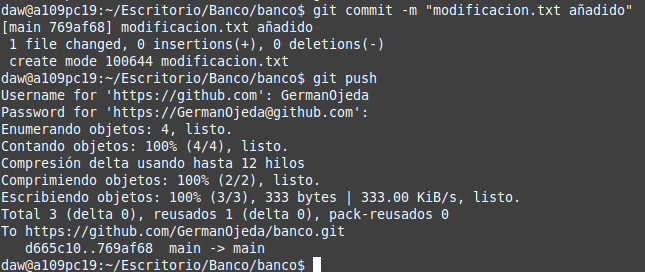 daw@a109pc19:~/Escritorio/Banco/banco$ git commit -m "modificacion.txt añadido"
[main 769af68] modificacion.txt añadido
 1 file changed, 0 insertions(+), 0 deletions(-)
 create mode 100644 modificacion.txt
daw@a109pc19:~/Escritorio/Banco/banco$ git push
Username for 'https://github.com': GermanOjeda
Password for 'https://GermanOjeda@github.com':
Enumerando objetos: 4, listo.
Contando objetos: 100% (4/4), listo.
Compresión delta usando hasta 12 hilos
Comprimiendo objetos: 100% (2/2), listo.
Escribiendo objetos: 100% (3/3), 333 bytes | 333.00 KiB/s, listo.
Total 3 (delta 0), reusados 1 (delta 0), pack-reusados 0
To https://github.com/GermanOjeda/banco.git
   d665c10..769af68  main -> main
daw@a109pc19:~/Escritorio/Banco/banco$